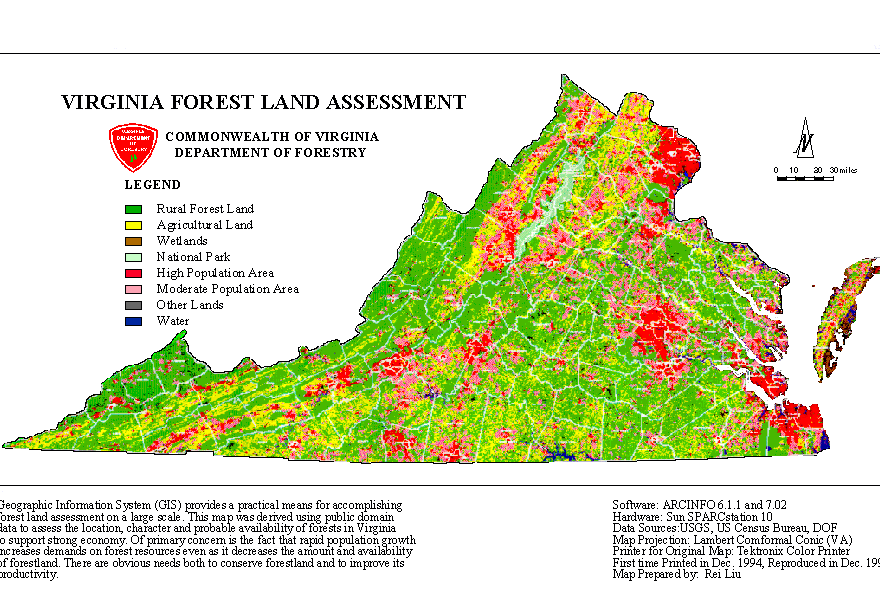 VIRGINIA FOREST LAND ASSESSMENT
VIRGINIA
DEPARTMENT
OF
FORESTRY
COMMONWEALTH OF VIRGINIA
DEPARTMENT OF FORESTRY
LEGEND
Rural Forest Land
Agricultural Land
Wetlands
National Park
High Population Area
Moderate Population Area
Other Lands
Water
N
0 10 20 30 miles
Geographic Information System (GIS) provides a practical means for accomplishing
forest land assessment on a large scale. This map was derived using public domain
data to assess the location, character and probable availability of forests in Virginia
to support strong economy. Of primary concern is the fact that rapid population growth
increases demands on forest resources even as it decreases the amount and availability
of forestland. There are obvious needs both to conserve forestland and to improve its
productivity.
Software: ARCINFO 6.1.1 and 7.02
Hardware: Sun SPARCstation 10
Data Sources:USGS, US Census Bureau, DOF
Map Projection: Lambert Comformal Conic (VA)
Printer for Original Map: Tektronix Color Printer
First time Printed in Dec. 1994, Reproduced in Dec. 199
Map Prepared by: Rei Liu